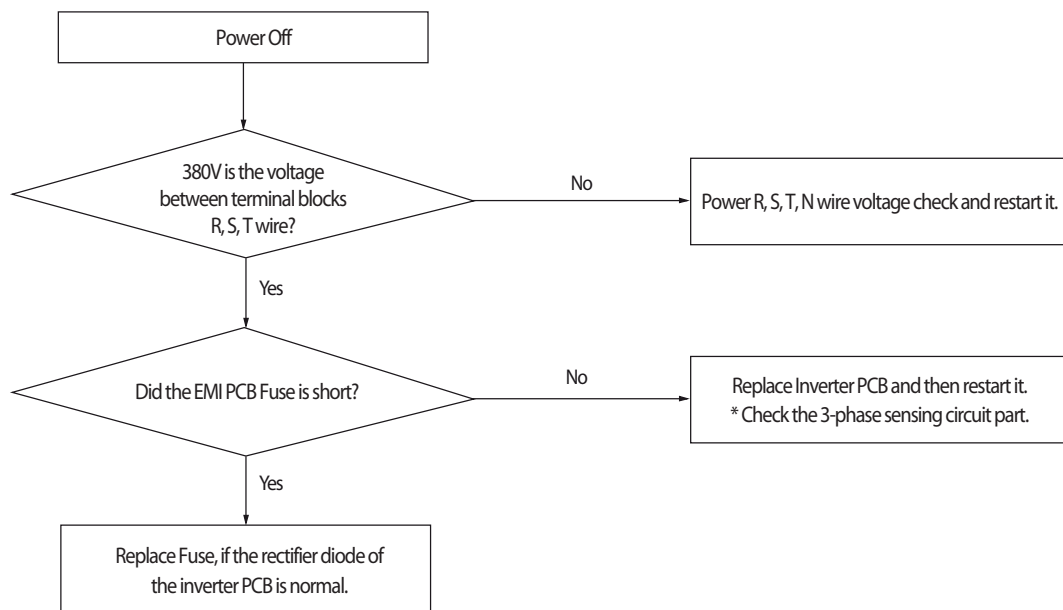 Power Off
380V is the voltage
between terminal blocks
R, S, T wire?
No
Power R, S, T, N wire voltage check and restart it.
Yes
Did the EMI PCB Fuse is short?
No
Replace Inverter PCB and then restart it.
* Check the 3-phase sensing circuit part.
Yes
Replace Fuse, if the rectifier diode of
the inverter PCB is normal.